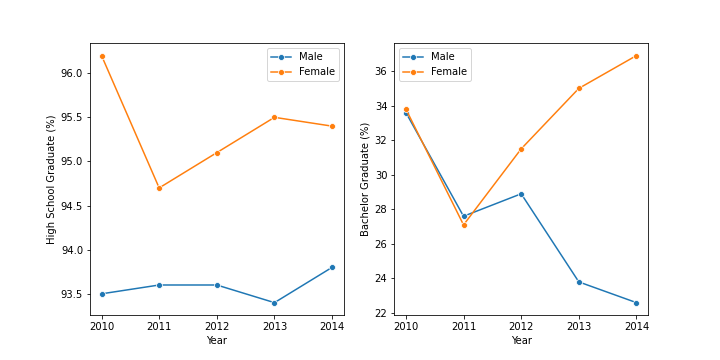 High School Graduate (%)
96.0
95.5
95.0
94.5
94.0
93.5
Male
Female
2010 2011 2012 2013 2014
Year
Bachelor Graduate (%)
36
34
32
30
28
26
24
22
Male
Female
2010 2011 2012 2013 2014
Year